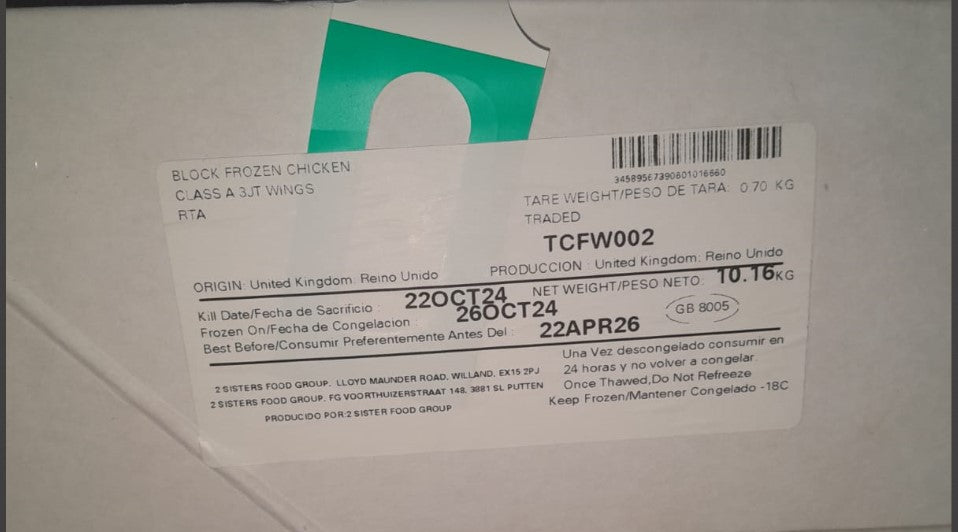 BLOCK FROZEN CHICKEN
CLASS A 3JT WINGS
RTA
34589567390601016660
TARE WEIGHT/PESO DE TARA: 0.70 KG
TRADED
TCFW002
ORIGIN: United Kingdom: Reino Unido
PRODUCCION : United Kingdom: Reino Unido
Kill Date/Fecha de Sacrificio : 22OCT24
NET WEIGHT/PESO NETO: 10.16KG
Frozen On/Fecha de Congelacion : 26OCT24
GB 8005
Best Before/Consumir Preferentemente Antes Del : 22APR26
2 SISTERS FOOD GROUP, LLOYD MAUNDER ROAD, WILLAND, EX15 2PJ
2 SISTERS FOOD GROUP, FG VOORTHUIZERSTRAAT 148, 3881 SL PUTTEN
PRODUCIDO POR:2 SISTER FOOD GROUP
Una Vez descongelado consumir en
24 horas y no volver a congelar.
Once Thawed,Do Not Refreeze
Keep Frozen/Mantener Congelado -18C